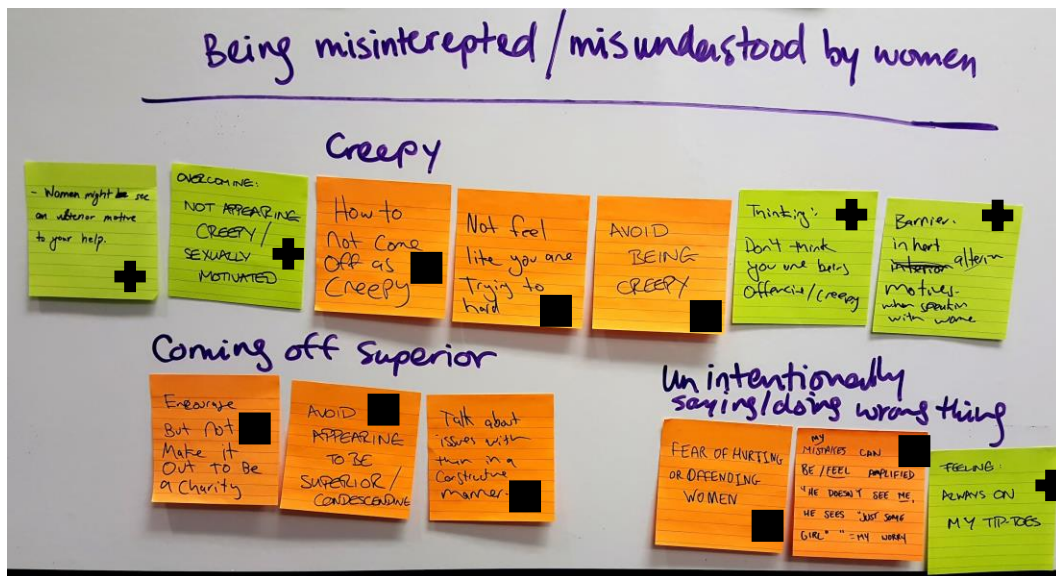 Being misinterepted/misunderstood by women
Creepy
- Women might see
an ulterior motive
to your help.
OVERCOMING:
NOT APPEARING
CREEPY/
SEXUALLY
MOTIVATED
How to
Not Come
Off as
Creepy
Not feel
like you are
Trying to
hard
AVOID
BEING
CREEPY
Thinking:
Don't think
you are being
Offensive/Creepy
Barrier:
motives
when speaking
with
Coming off superior
Encourage
But Not
Make it
Out to Be
a Charity
AVOID
APPEARING
TO BE
SUPERIOR/
CONDESCENDING
Talk about
issues with
them in a
Constructive
manner
Unintentionally
saying/doing wrong thing
FEAR OF HURTING
OR OFFENDING
WOMEN
MY
MISTAKES CAN
BE/FEEL AMPLIFIED
"HE DOESN'T SEE ME,
HE SEES "JUST SOME
GIRL" " = MY WORRY
FEELING:
ALWAYS ON
MY TIP-TOES